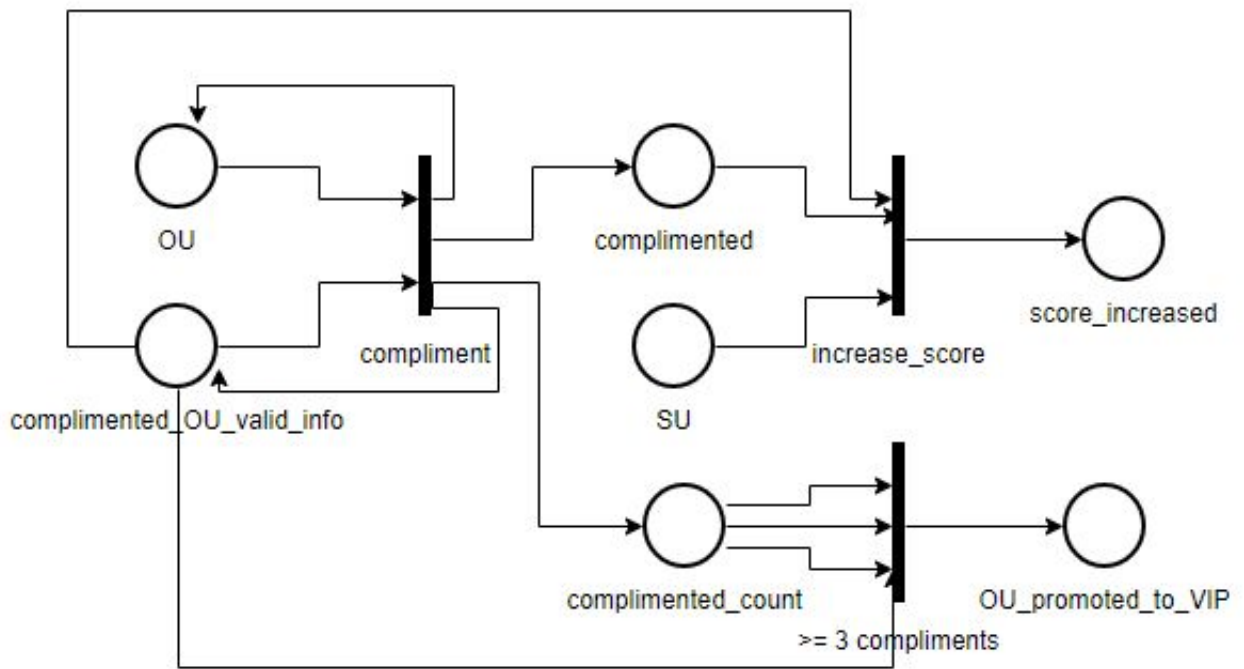 OU
complimented
score_increased
compliment
increase_score
complimented_OU_valid_info
SU
complimented_count
OU_promoted_to_VIP
>= 3 compliments